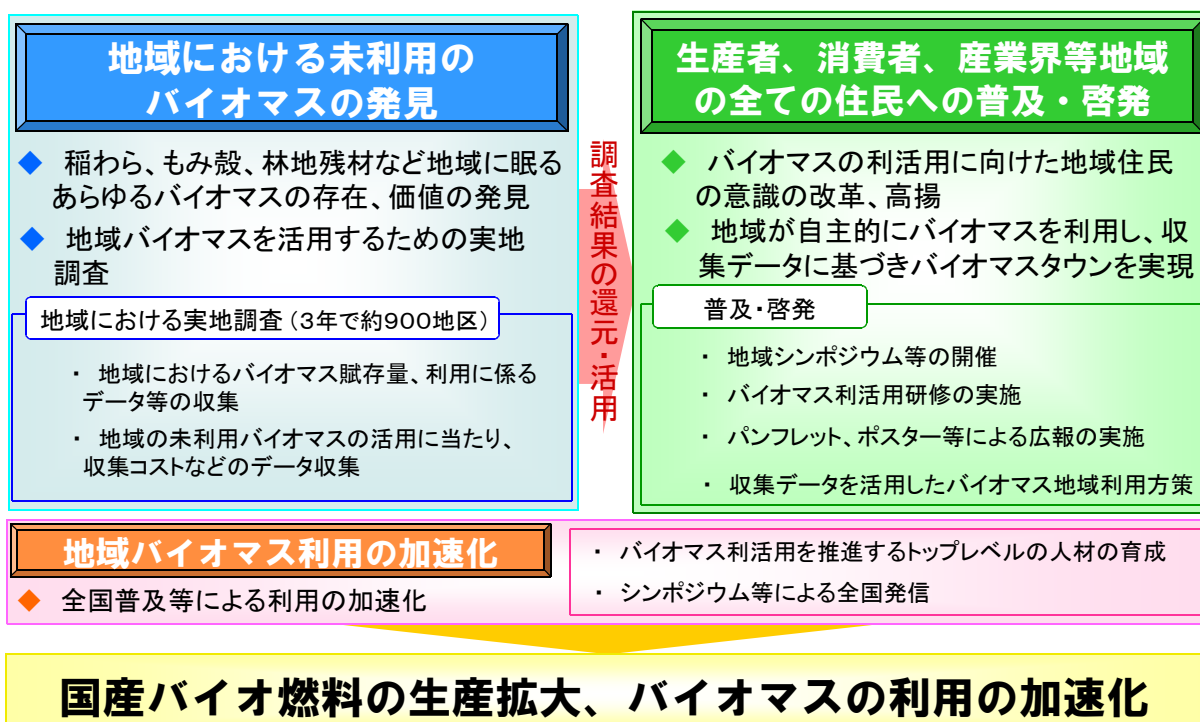 地域における未利用の
バイオマスの発見
◆ 稲わら、もみ殻、林地残材など地域に眠る
あらゆるバイオマスの存在、価値の発見
◆ 地域バイオマスを活用するための実地
調査
地域における実地調査（3年で約900地区）
・ 地域におけるバイオマス賦存量、利用に係る
データ等の収集
・ 地域の未利用バイオマスの活用に当たり、
収集コストなどのデータ収集
調査結果の還元・活用
生産者、消費者、産業界等地域
の全ての住民への普及・啓発
◆ バイオマスの利活用に向けた地域住民
の意識の改革、高揚
◆ 地域が自主的にバイオマスを利用し、収
集データに基づきバイオマスタウンを実現
普及・啓発
・ 地域シンポジウム等の開催
・ バイオマス利活用研修の実施
・ パンフレット、ポスター等による広報の実施
・ 収集データを活用したバイオマス地域利用方策
地域バイオマス利用の加速化
◆ 全国普及等による利用の加速化
・ バイオマス利活用を推進するトップレベルの人材の育成
・ シンポジウム等による全国発信
国産バイオ燃料の生産拡大、バイオマスの利用の加速化